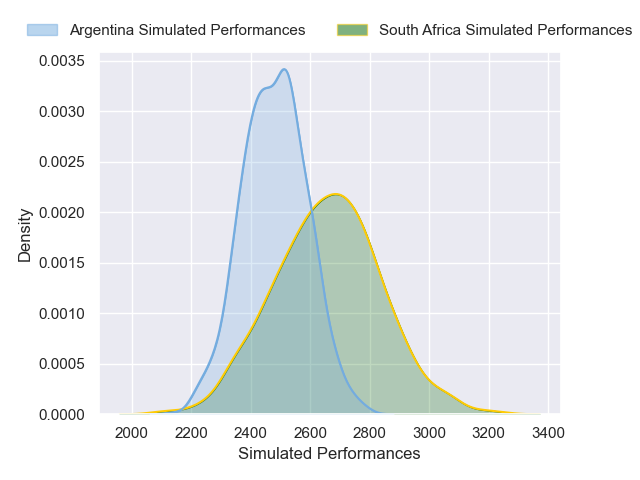 Argentina Simulated Performances South Africa Simulated Performances
0.0035
0.0030
0.0025
0.0020
0.0015
0.0010
0.0005
0.0000
Density
2000 2200 2400 2600 2800 3000 3200 3400
Simulated Performances